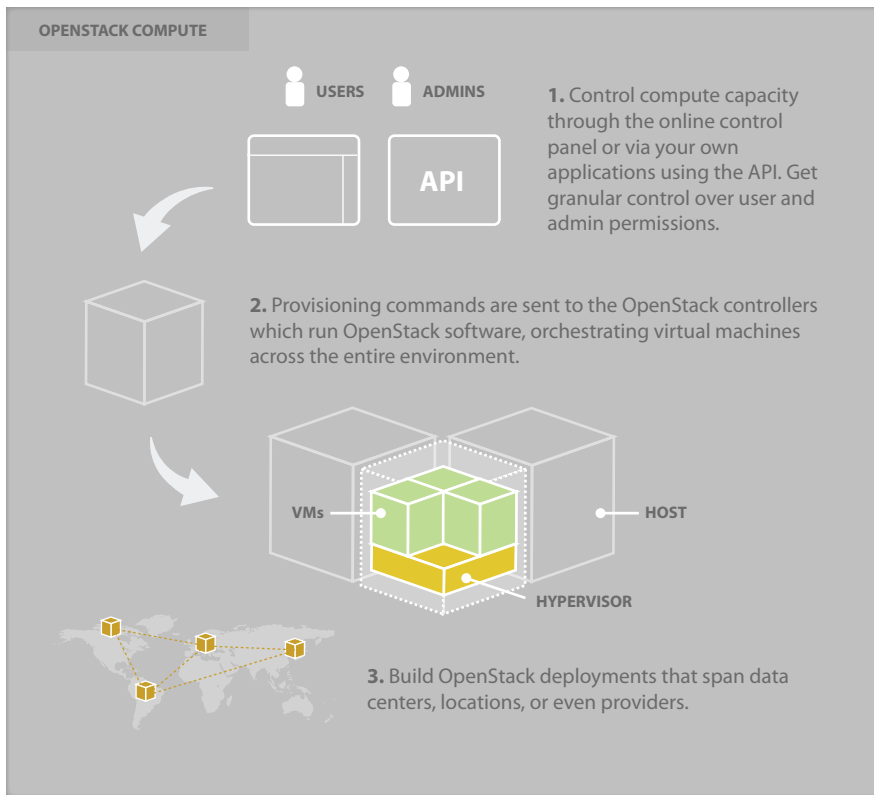 OPENSTACK COMPUTE
USERS
ADMINS
API
1. Control compute capacity
through the online control
panel or via your own
applications using the API. Get
granular control over user and
admin permissions.
2. Provisioning commands are sent to the OpenStack controllers
which run OpenStack software, orchestrating virtual machines
across the entire environment.
VMs
HOST
HYPERVISOR
3. Build OpenStack deployments that span data
centers, locations, or even providers.